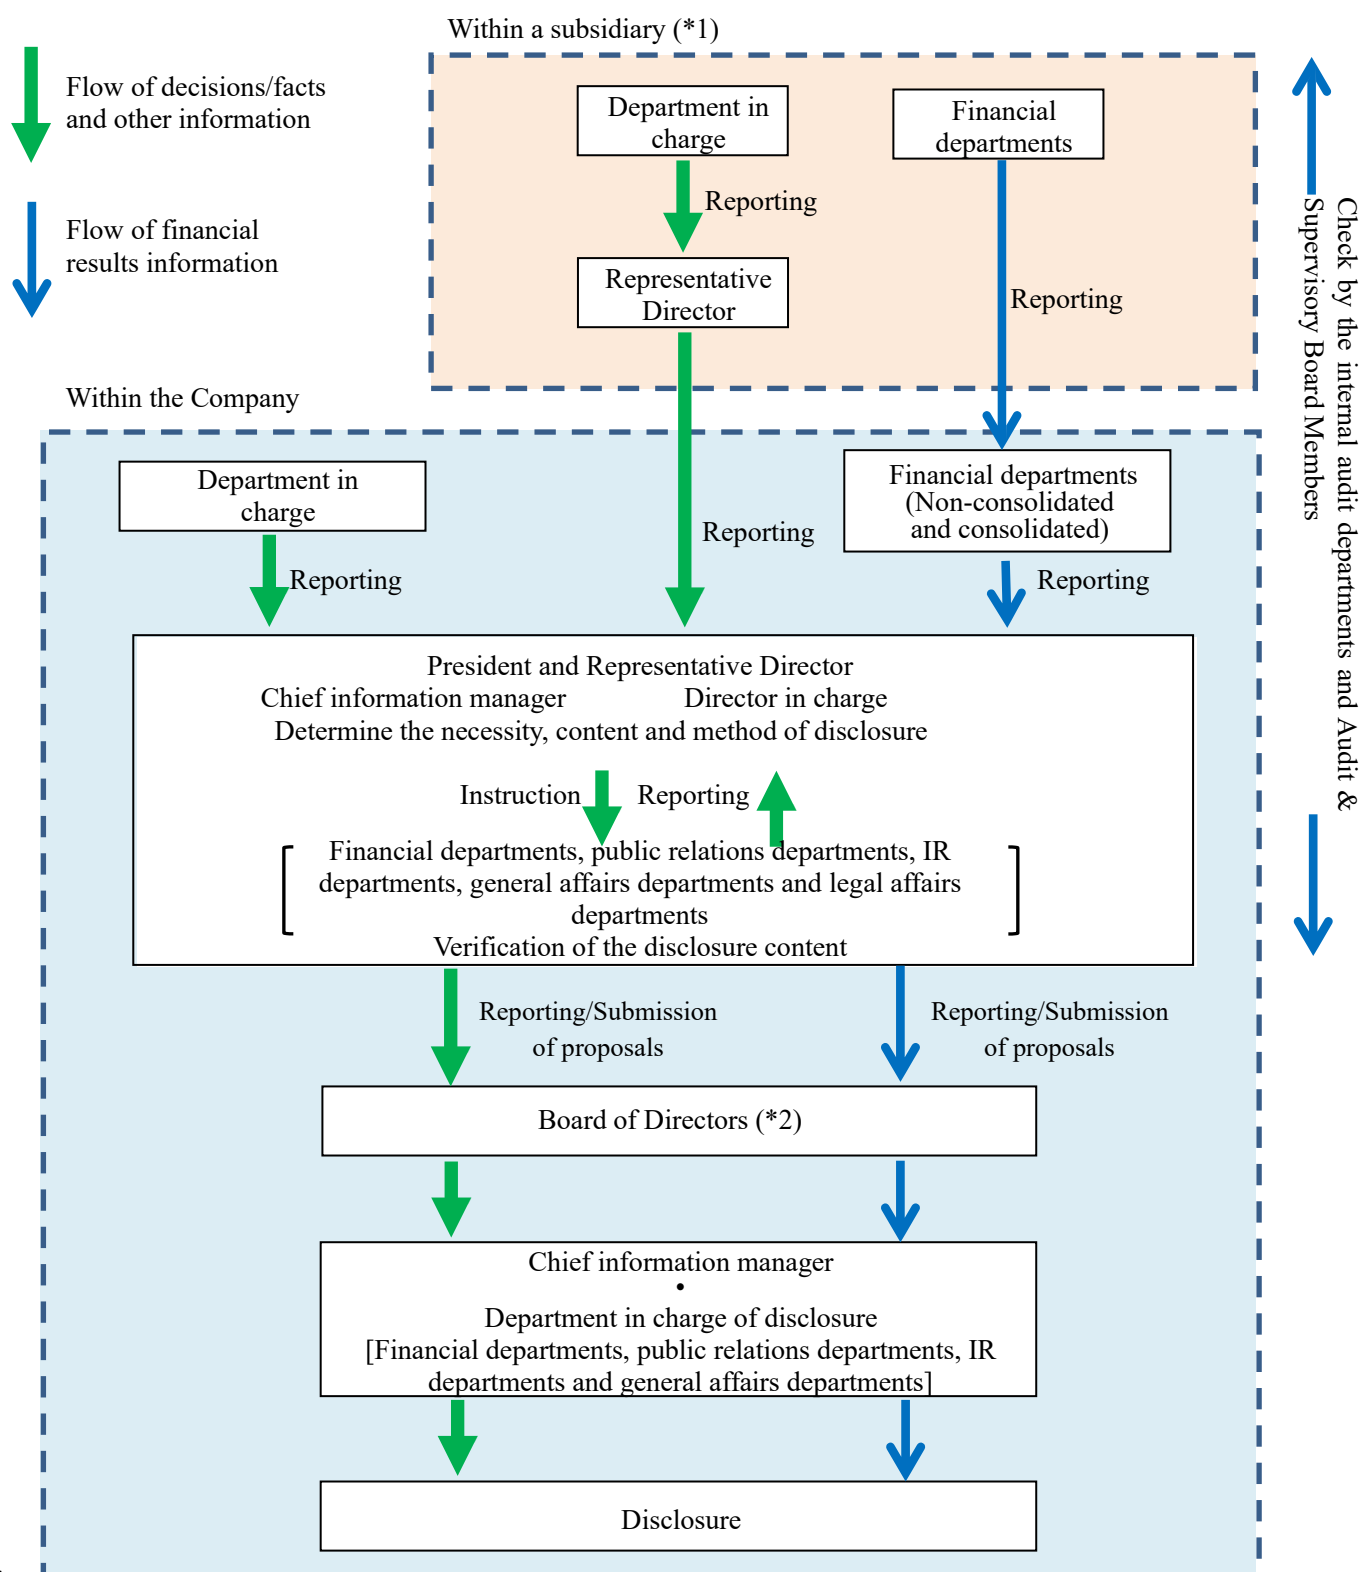 Within a subsidiary (*1)
Flow of decisions/facts
and other information
Flow of financial
results information
Department in
charge
Financial
departments
Reporting
Representative
Director
Reporting
Check by the internal audit departments and Audit &
Supervisory Board Members
Within the Company
Department in
charge
Financial departments
(Non-consolidated
and consolidated)
Reporting
Reporting
Reporting
President and Representative Director
Chief information manager Director in charge
Determine the necessity, content and method of disclosure
Instruction Reporting
Financial departments, public relations departments, IR
departments, general affairs departments and legal affairs
departments
Verification of the disclosure content
Reporting/Submission
of proposals
Reporting/Submission
of proposals
Board of Directors (*2)
Chief information manager
•
Department in charge of disclosure
[Financial departments, public relations departments, IR
departments and general affairs departments]
Disclosure